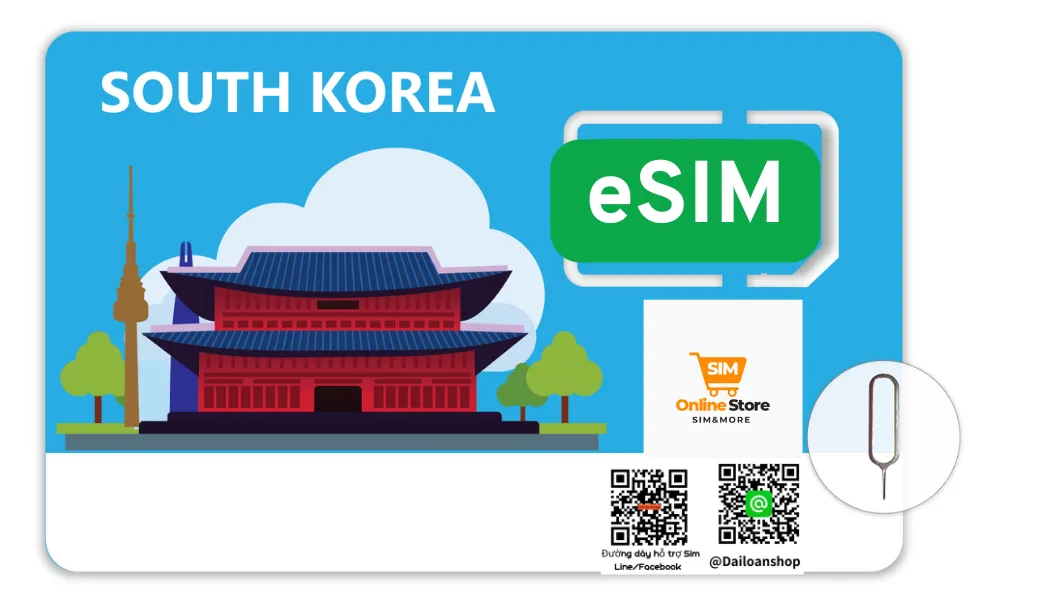 SOUTH KOREA
eSIM
SIM
Online Store
SIM&MORE
@
Đường dây hỗ trợ Sim
Line/Facebook
@Dailoanshop